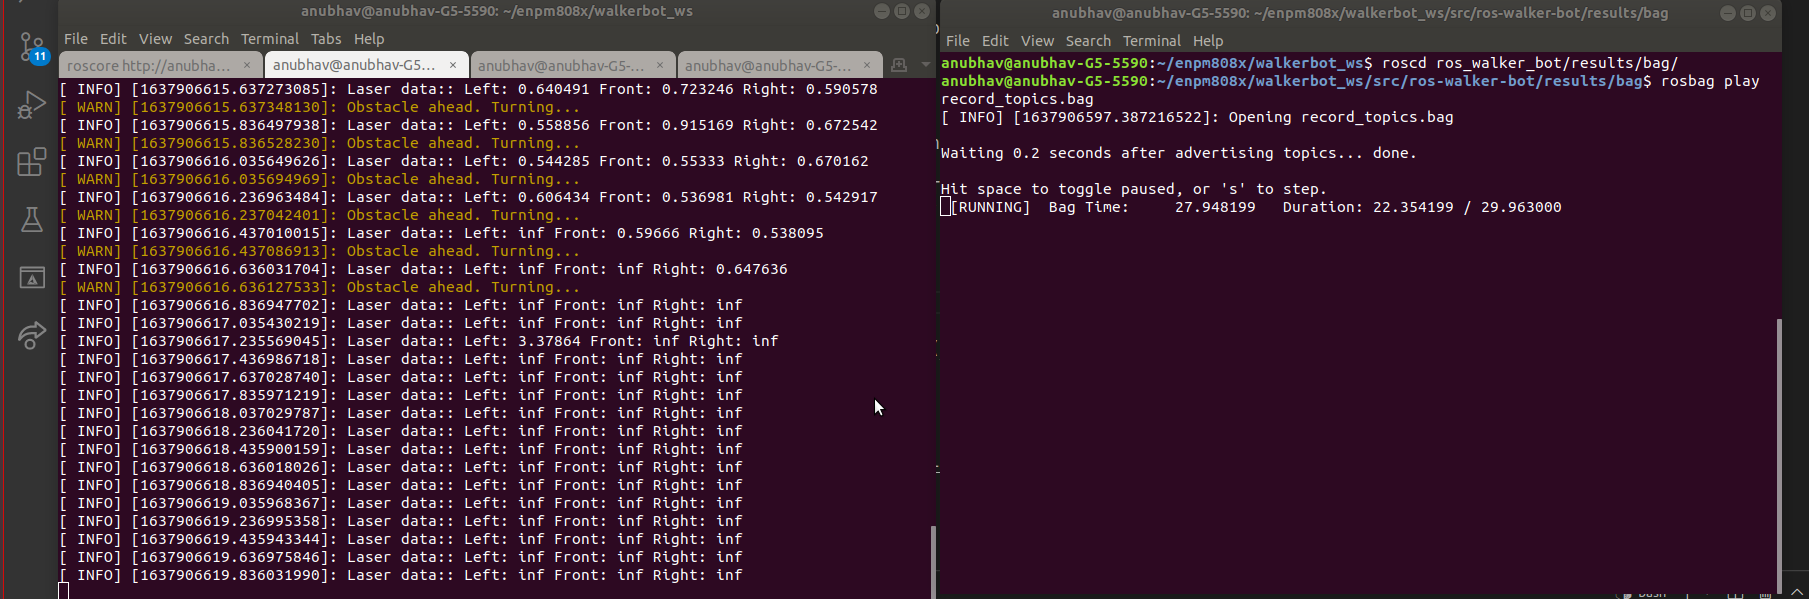 anubhav@anubhav-G5-5590: ~/enpm808x/walkerbot_ws
File Edit View Search Terminal Tabs Help
roscore http://anubha... × anubhav@anubhav-G5... × anubhav@anubhav-G5-... × anubhav@anubhav-G5-... ×
11
[ INFO] [1637906615.637273085]: Laser data:: Left: 0.640491 Front: 0.723246 Right: 0.590578
[ WARN] [1637906615.637348130]: Obstacle ahead. Turning...
[ INFO] [1637906615.836497938]: Laser data:: Left: 0.558856 Front: 0.915169 Right: 0.672542
[ WARN] [1637906615.836528230]: Obstacle ahead. Turning...
[ INFO] [1637906616.035649626]: Laser data:: Left: 0.544285 Front: 0.55333 Right: 0.670162
[ WARN] [1637906616.035694969]: Obstacle ahead. Turning...
[ INFO] [1637906616.236963484]: Laser data:: Left: 0.606434 Front: 0.536981 Right: 0.542917
[ WARN] [1637906616.237042401]: Obstacle ahead. Turning...
[ INFO] [1637906616.437010015]: Laser data:: Left: inf Front: 0.59666 Right: 0.538095
[ WARN] [1637906616.437086913]: Obstacle ahead. Turning...
[ INFO] [1637906616.636031704]: Laser data:: Left: inf Front: inf Right: 0.647636
[ WARN] [1637906616.636127533]: Obstacle ahead. Turning...
[ INFO] [1637906616.836947702]: Laser data:: Left: inf Front: inf Right: inf
[ INFO] [1637906617.035430219]: Laser data:: Left: inf Front: inf Right: inf
[ INFO] [1637906617.235569045]: Laser data:: Left: 3.37864 Front: inf Right: inf
[ INFO] [1637906617.436986718]: Laser data:: Left: inf Front: inf Right: inf
[ INFO] [1637906617.637028740]: Laser data:: Left: inf Front: inf Right: inf
[ INFO] [1637906617.835971219]: Laser data:: Left: inf Front: inf Right: inf
[ INFO] [1637906618.037029787]: Laser data:: Left: inf Front: inf Right: inf
[ INFO] [1637906618.236041720]: Laser data:: Left: inf Front: inf Right: inf
[ INFO] [1637906618.435900159]: Laser data:: Left: inf Front: inf Right: inf
[ INFO] [1637906618.636018026]: Laser data:: Left: inf Front: inf Right: inf
[ INFO] [1637906618.836940405]: Laser data:: Left: inf Front: inf Right: inf
[ INFO] [1637906619.035968367]: Laser data:: Left: inf Front: inf Right: inf
[ INFO] [1637906619.236995358]: Laser data:: Left: inf Front: inf Right: inf
[ INFO] [1637906619.435943344]: Laser data:: Left: inf Front: inf Right: inf
[ INFO] [1637906619.636975846]: Laser data:: Left: inf Front: inf Right: inf
[ INFO] [1637906619.836031990]: Laser data:: Left: inf Front: inf Right: inf
anubhav@anubhav-G5-5590: ~/enpm808x/walkerbot_ws/src/ros-walker-bot/results/bag
File Edit View Search Terminal Help
anubhav@anubhav-G5-5590:~/enpm808x/walkerbot_ws$ roscd ros_walker_bot/results/bag/
anubhav@anubhav-G5-5590:~/enpm808x/walkerbot_ws/src/ros-walker-bot/results/bag$ rosbag play
record_topics.bag
[ INFO] [1637906597.387216522]: Opening record_topics.bag
Waiting 0.2 seconds after advertising topics... done.
Hit space to toggle paused, or 's' to step.
[RUNNING] Bag Time: 27.948199 Duration: 22.354199 / 29.963000